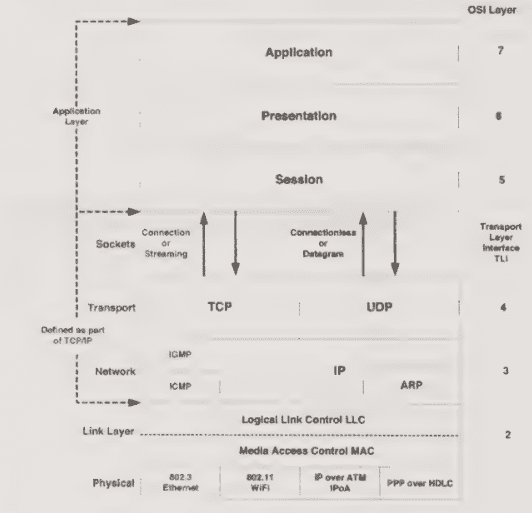 OSI Layer
Application
7
Application
Layer
Presentation
6
Session
5
Sockets
Connection
or
Streaming
Connectionless
or
Datagram
Transport
Layer
Interface
TLI
Transport
TCP
UDP
4
Defined as part
of TCP/IP
IGMP
Network
IP
3
ICMP
ARP
Logical Link Control LLC
Link Layer
2
Media Access Control MAC
Physical
802.3
Ethernet
802.11
WiFi
IP over ATM
IPoA
PPP over HDLC